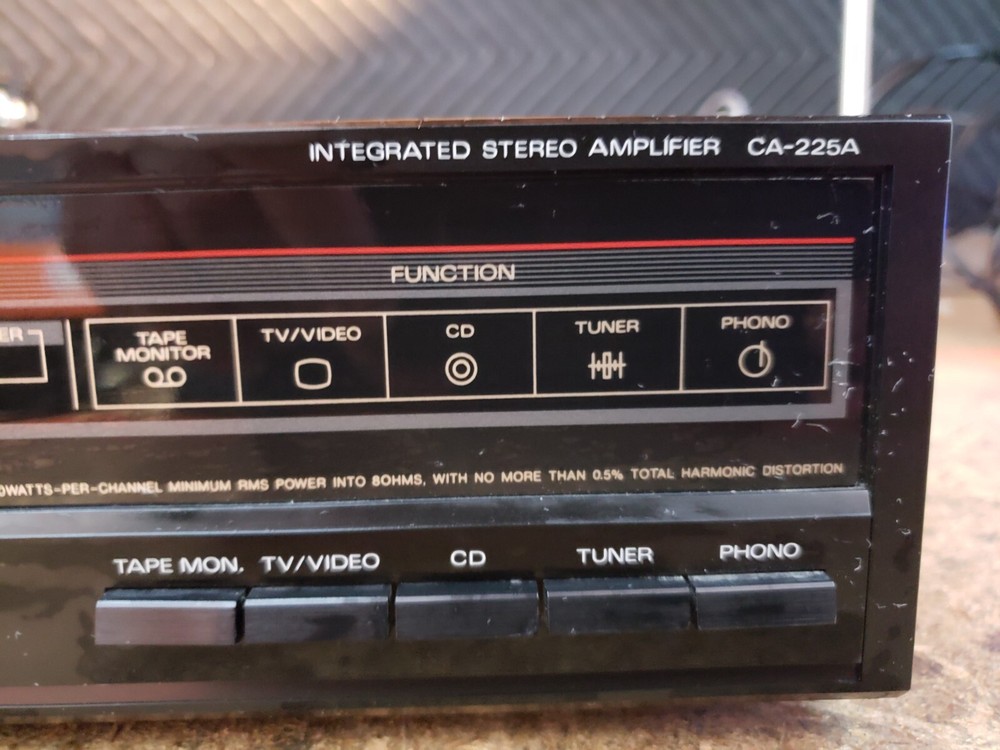 INTEGRATED STEREO AMPLIFIER CA-225A
FUNCTION
TAPE MONITOR
TV/VIDEO
CD
TUNER
PHONO
WATTS-PER-CHANNEL MINIMUM RMS POWER INTO 8OHMS, WITH NO MORE THAN 0.5% TOTAL HARMONIC DISTORTION
TAPE MON. TV/VIDEO CD TUNER PHONO